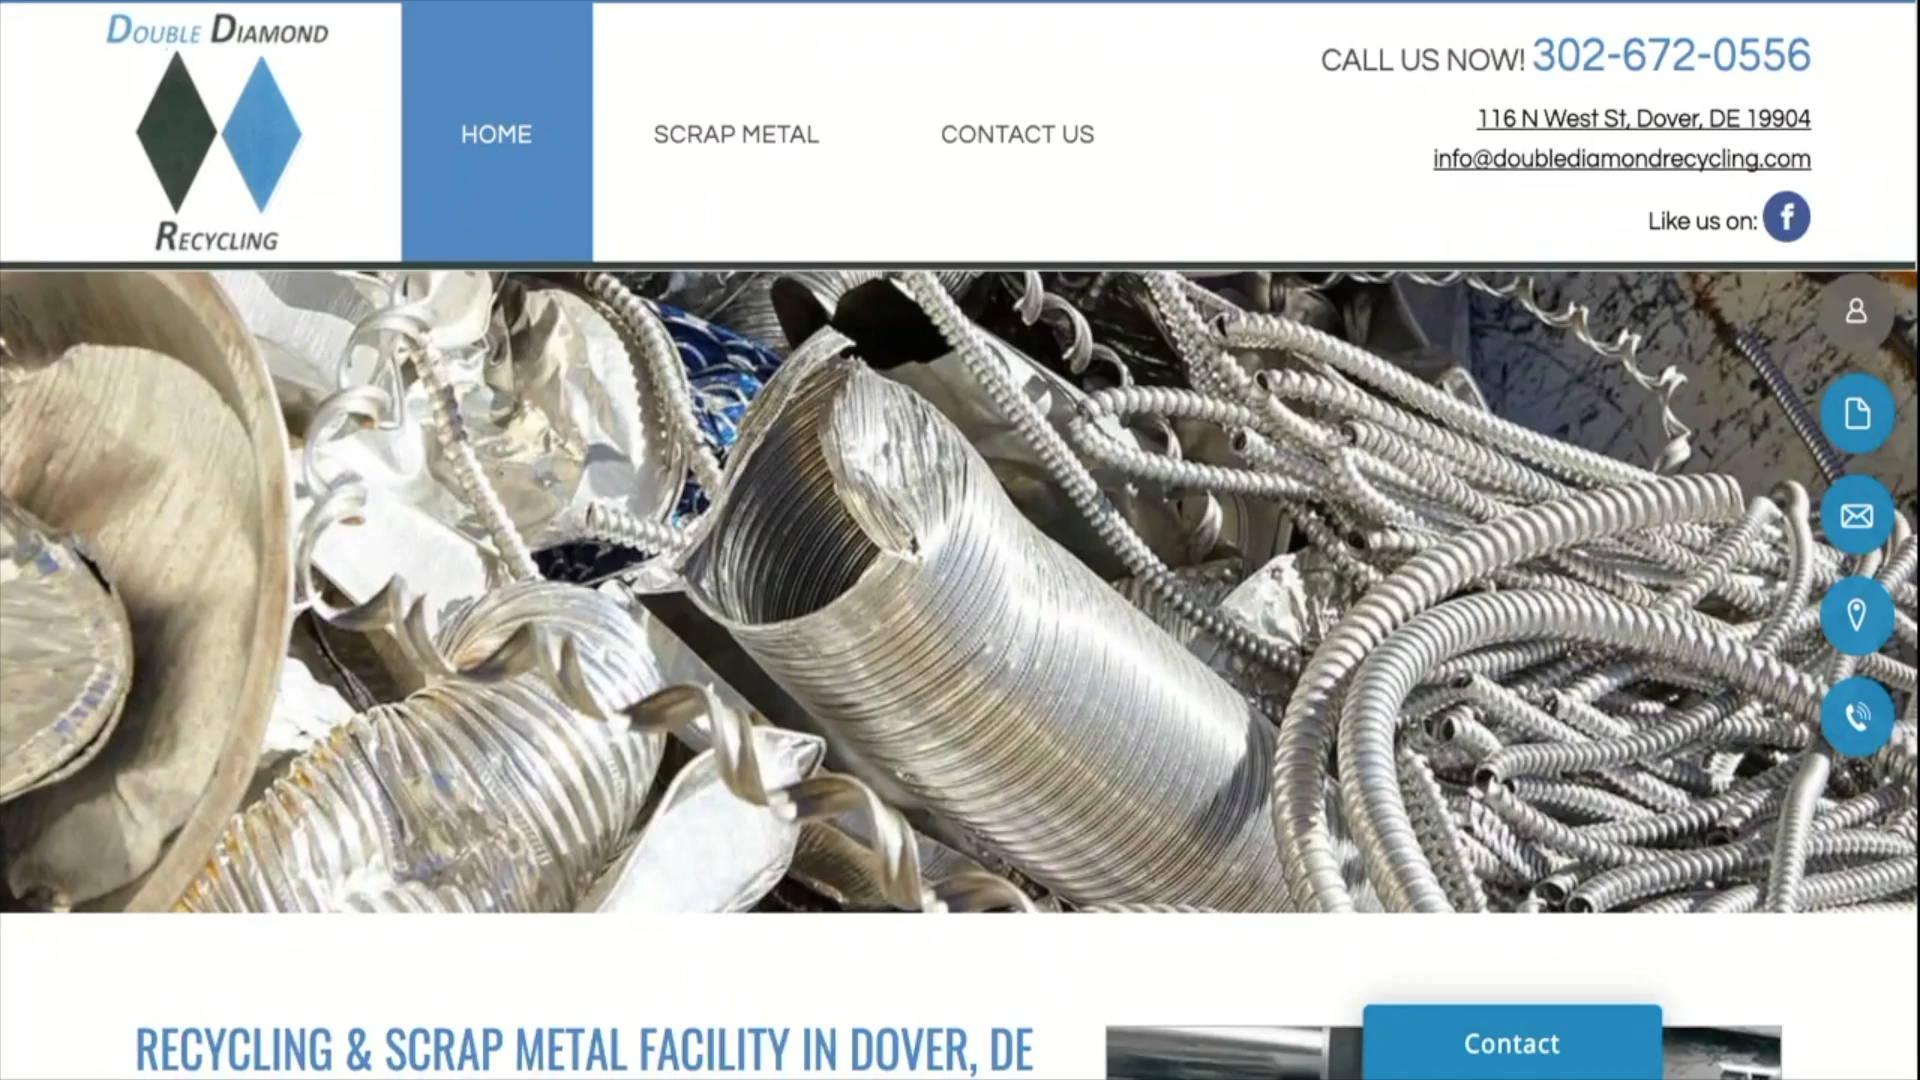 DOUBLE DIAMOND
RECYCLING
HOME
SCRAP METAL
CONTACT US
CALL US NOW! 302-672-0556
116 N West St, Dover, DE 19904
info@doublediamondrecycling.com
Like us on: f
RECYCLING & SCRAP METAL FACILITY IN DOVER, DE
Contact